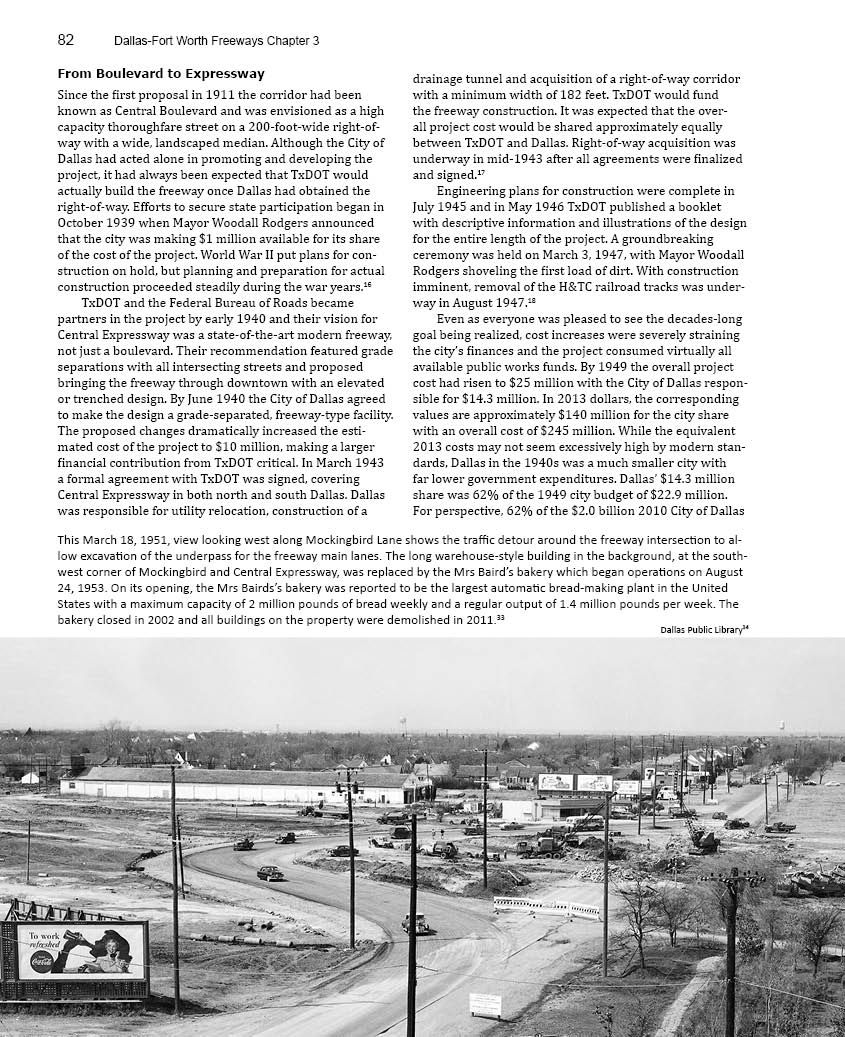 82
Dallas-Fort Worth Freeways Chapter 3
From Boulevard to Expressway
Since the first proposal in 1911 the corridor had been
known as Central Boulevard and was envisioned as a high
capacity thoroughfare street on a 200-foot-wide right-of-
way with a wide, landscaped median. Although the City of
Dallas had acted alone in promoting and developing the
project, it had always been expected that TxDOT would
actually build the freeway once Dallas had obtained the
right-of-way. Efforts to secure state participation began in
October 1939 when Mayor Woodall Rodgers announced
that the city was making $1 million available for its share
of the cost of the project. World War II put plans for con-
struction on hold, but planning and preparation for actual
construction proceeded steadily during the war years.¹⁶
TxDOT and the Federal Bureau of Roads became
partners in the project by early 1940 and their vision for
Central Expressway was a state-of-the-art modern freeway,
not just a boulevard. Their recommendation featured grade
separations with all intersecting streets and proposed
bringing the freeway through downtown with an elevated
or trenched design. By June 1940 the City of Dallas agreed
to make the design a grade-separated, freeway-type facility.
The proposed changes dramatically increased the esti-
mated cost of the project to $10 million, making a larger
financial contribution from TxDOT critical. In March 1943
a formal agreement with TxDOT was signed, covering
Central Expressway in both north and south Dallas. Dallas
was responsible for utility relocation, construction of a
drainage tunnel and acquisition of a right-of-way corridor
with a minimum width of 182 feet. TxDOT would fund
the freeway construction. It was expected that the over-
all project cost would be shared approximately equally
between TxDOT and Dallas. Right-of-way acquisition was
underway in mid-1943 after all agreements were finalized
and signed.¹⁷
Engineering plans for construction were complete in
July 1945 and in May 1946 TxDOT published a booklet
with descriptive information and illustrations of the design
for the entire length of the project. A groundbreaking
ceremony was held on March 3, 1947, with Mayor Woodall
Rodgers shoveling the first load of dirt. With construction
imminent, removal of the H&TC railroad tracks was under-
way in August 1947.¹⁸
Even as everyone was pleased to see the decades-long
goal being realized, cost increases were severely straining
the city's finances and the project consumed virtually all
available public works funds. By 1949 the overall project
cost had risen to $25 million with the City of Dallas respon-
sible for $14.3 million. In 2013 dollars, the corresponding
values are approximately $140 million for the city share
with an overall cost of $245 million. While the equivalent
2013 costs may not seem excessively high by modern stan-
dards, Dallas in the 1940s was a much smaller city with
far lower government expenditures. Dallas' $14.3 million
share was 62% of the 1949 city budget of $22.9 million.
For perspective, 62% of the $2.0 billion 2010 City of Dallas
This March 18, 1951, view looking west along Mockingbird Lane shows the traffic detour around the freeway intersection to al-
low excavation of the underpass for the freeway main lanes. The long warehouse-style building in the background, at the south-
west corner of Mockingbird and Central Expressway, was replaced by the Mrs Baird's bakery which began operations on August
24, 1953. On its opening, the Mrs Bairds's bakery was reported to be the largest automatic bread-making plant in the United
States with a maximum capacity of 2 million pounds of bread weekly and a regular output of 1.4 million pounds per week. The
bakery closed in 2002 and all buildings on the property were demolished in 2011.³³
Dallas Public Library³⁴
To work
refreshed
Coca-Cola